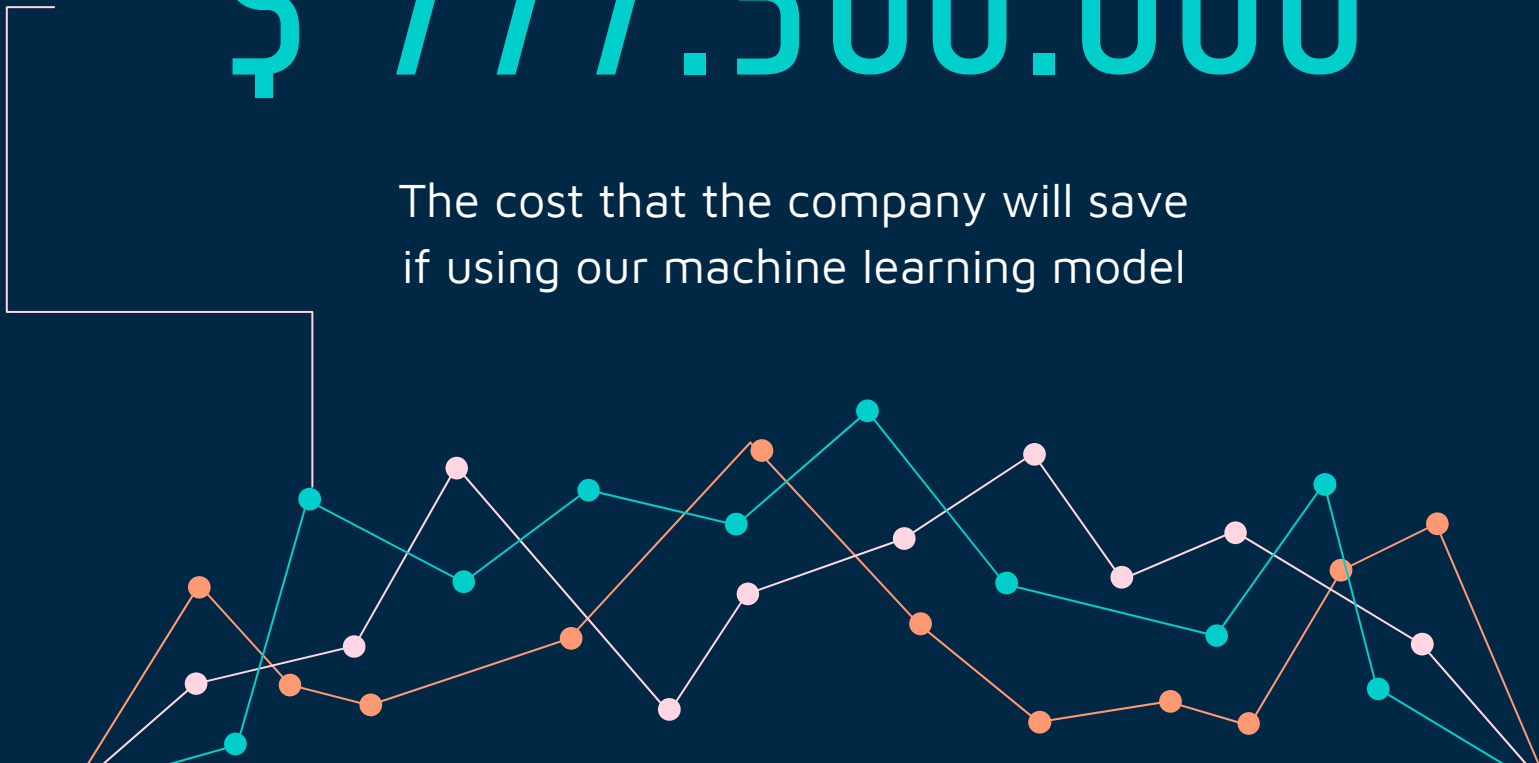 The cost that the company will save
if using our machine learning model